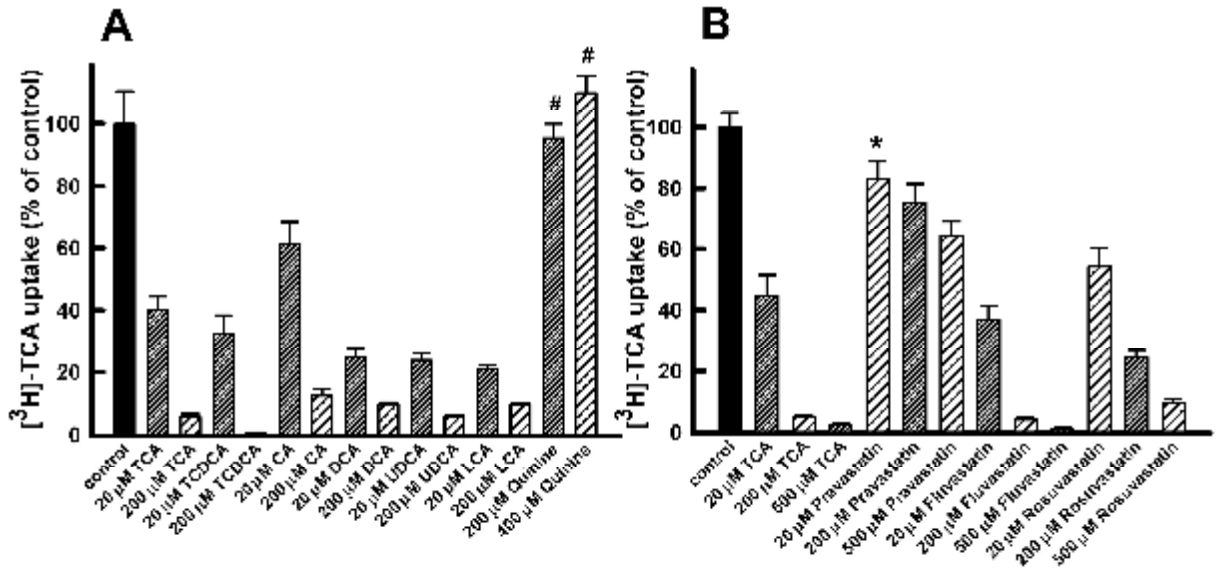 A
[³H]-TCA uptake (% of control)
100
80
60
40
20
0
#
#
control
20 µM TCA
200 µM TCA
20 µM TCDCA
200 µM TCDCA
20 µM CA
200 µM CA
20 µM DCA
200 µM DCA
20 µM UDCA
200 µM UDCA
20 µM LCA
200 µM LCA
200 µM Quinine
400 µM Quinine
B
[³H]-TCA uptake (% of control)
100
80
60
40
20
0
*
control
20 µM TCA
200 µM TCA
500 µM TCA
20 µM Pravastatin
200 µM Pravastatin
500 µM Pravastatin
20 µM Fluvastatin
200 µM Fluvastatin
500 µM Fluvastatin
20 µM Rosuvastatin
200 µM Rosuvastatin
500 µM Rosuvastatin